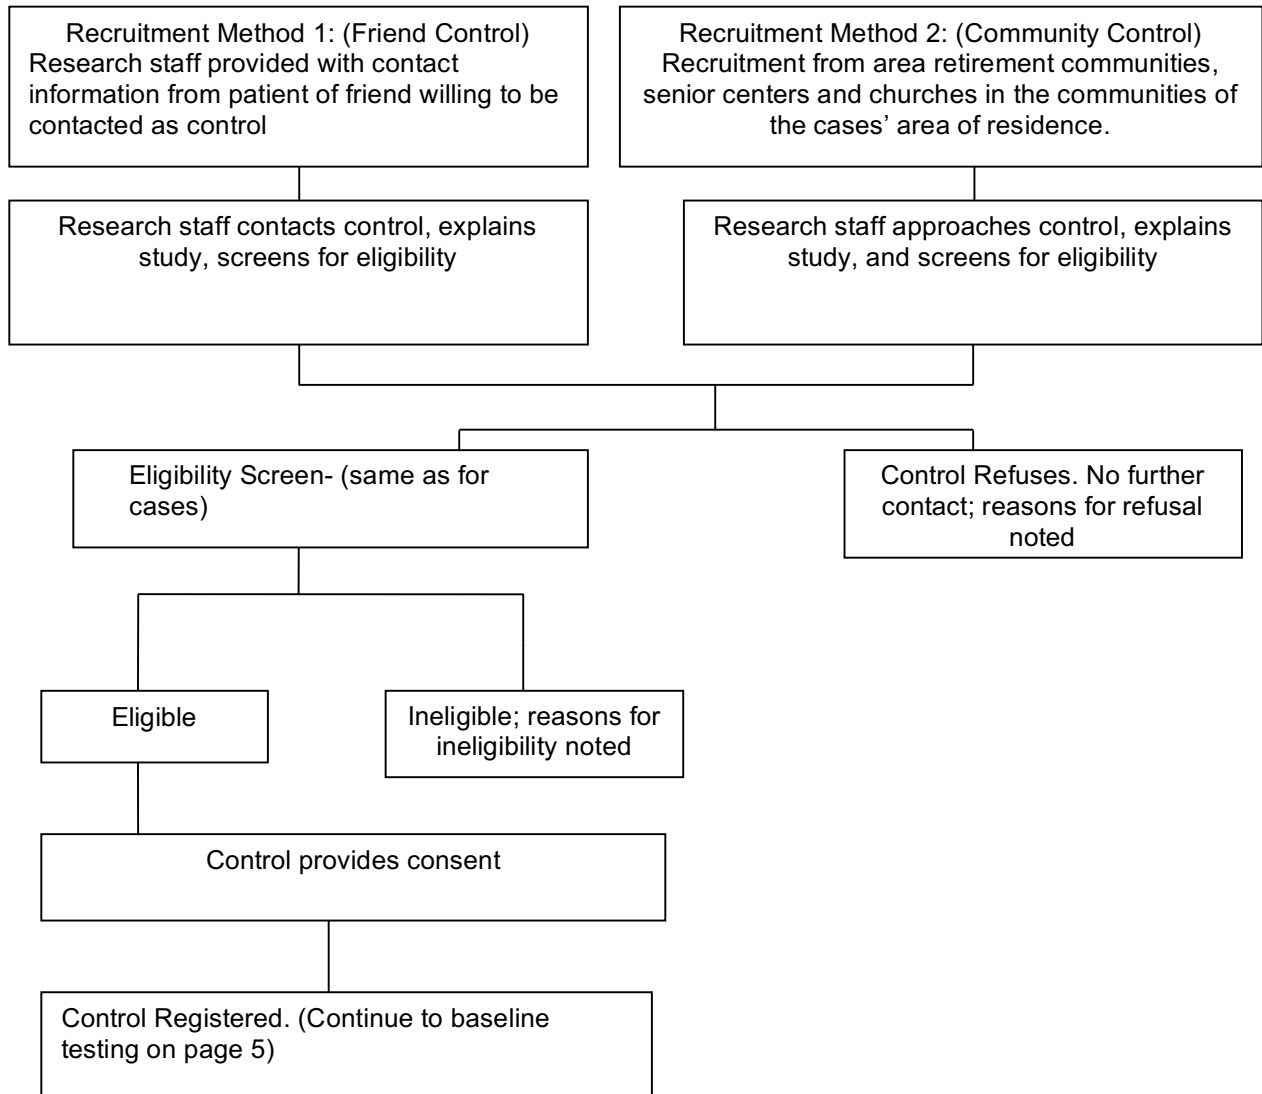 Recruitment Method 1: (Friend Control)
Research staff provided with contact
information from patient of friend willing to be
contacted as control
Recruitment Method 2: (Community Control)
Recruitment from area retirement communities,
senior centers and churches in the communities of
the cases’ area of residence.
Research staff contacts control, explains
study, screens for eligibility
Research staff approaches control, explains
study, and screens for eligibility
Eligibility Screen- (same as for
cases)
Control Refuses. No further
contact; reasons for refusal
noted
Eligible
Ineligible; reasons for
ineligibility noted
Control provides consent
Control Registered. (Continue to baseline
testing on page 5)